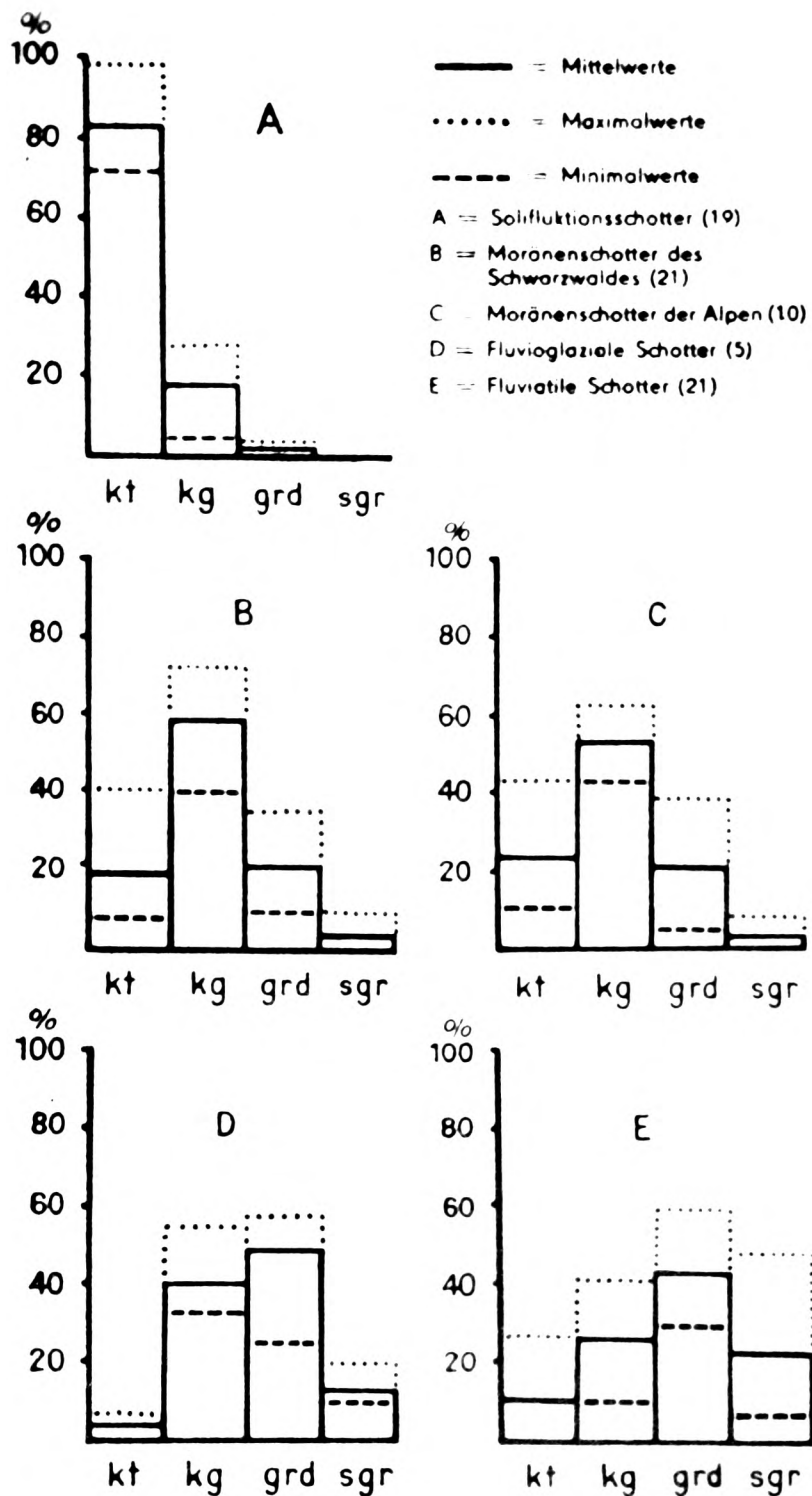 %
100
80
60
40
20
A
kt kg grd sgr
—— = Mittelwerte
...... = Maximalwerte
---- = Minimalwerte
A = Solifluktionsschotter (19)
B = Moränenschotter des
Schwarzwaldes (21)
C = Moränenschotter der Alpen (10)
D = Fluvioglaziale Schotter (5)
E = Fluviatile Schotter (21)
%
100
80
60
40
20
B
kt kg grd sgr
%
100
80
60
40
20
C
kt kg grd sgr
%
100
80
60
40
20
D
kt kg grd sgr
%
100
80
60
40
20
E
kt kg grd sgr